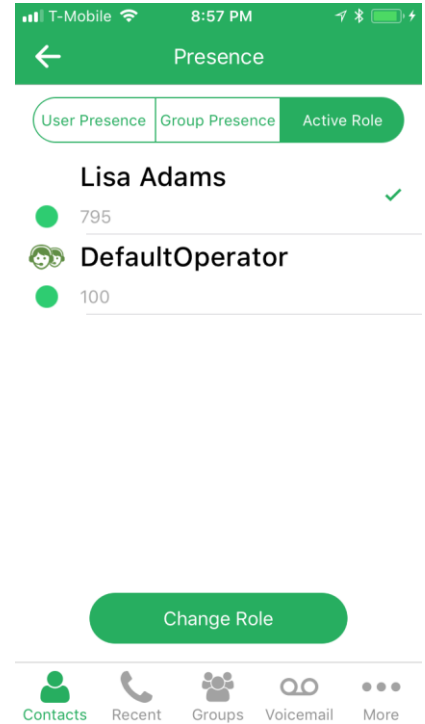 T-Mobile 8:57 PM
Presence
User Presence Group Presence Active Role
Lisa Adams
795
DefaultOperator
100
Change Role
Contacts Recent Groups Voicemail More